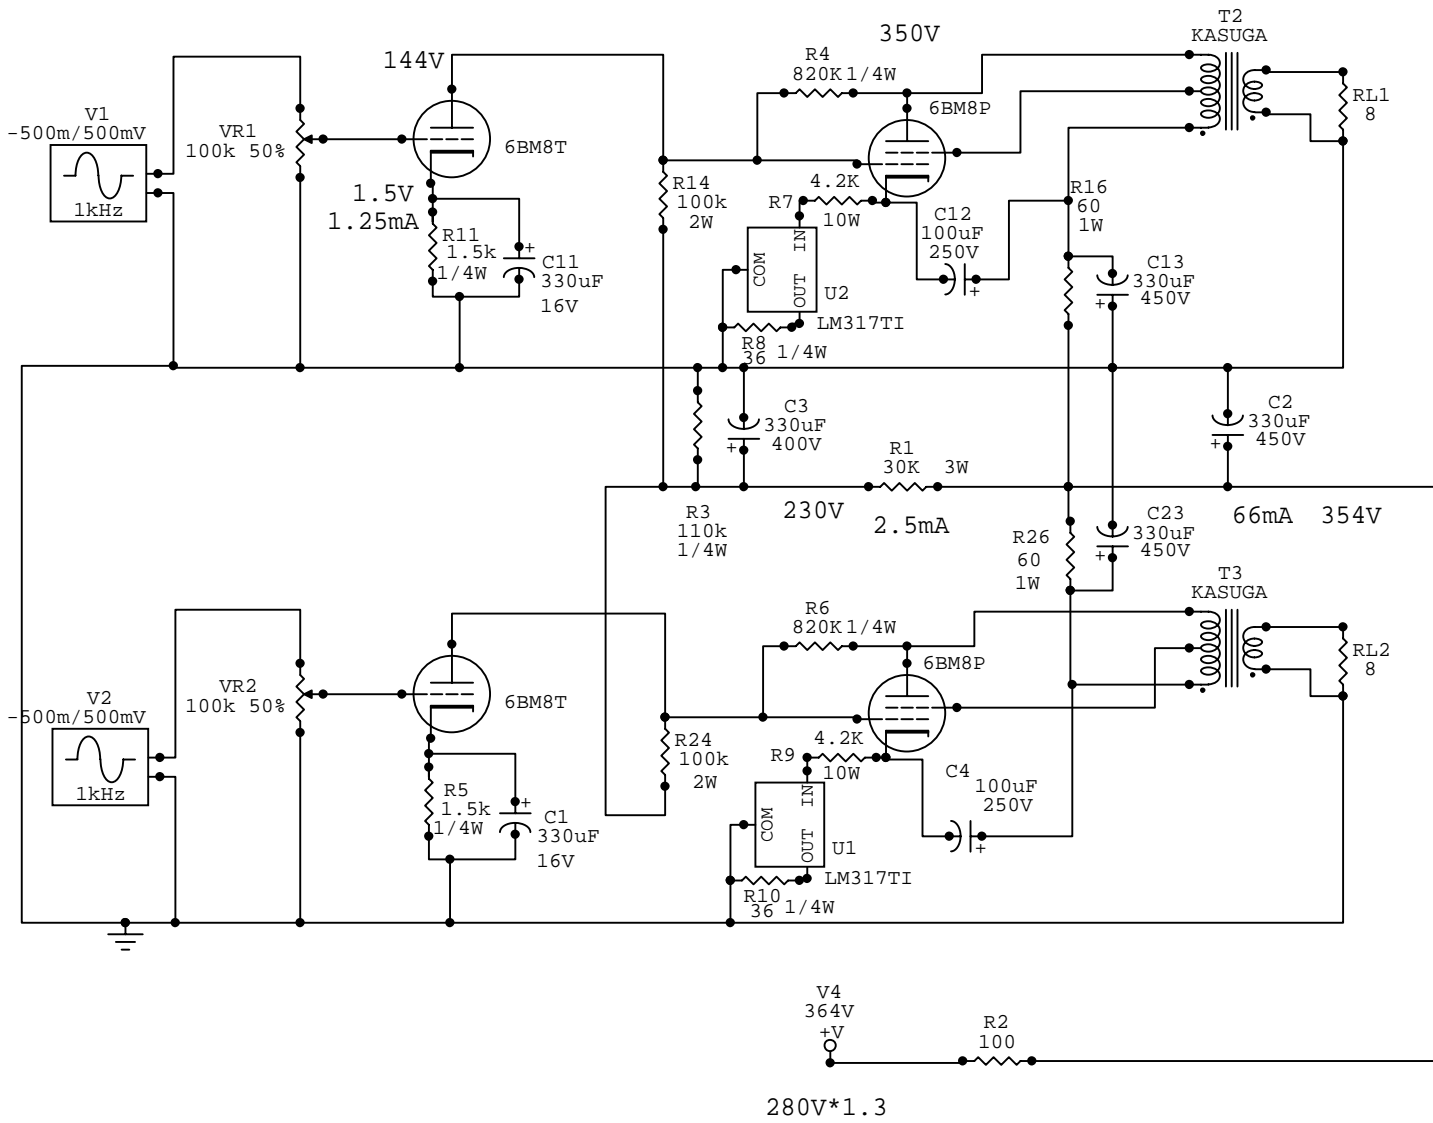 T2
KASUGA
350V
R4
820K 1/4W
144V
V1
-500m/500mV
1kHz
VR1
100k 50%
6BM8T
6BM8P
RL1
8
1.5V
1.25mA
R11
1.5k
1/4W
C11
330uF
16V
R14
100k
2W
4.2K
R7
10W
C12
100uF
250V
R16
60
1W
COM
IN
OUT
U2
LM317TI
R8
36
1/4W
C13
330uF
450V
C3
330uF
400V
C2
330uF
450V
R1
30K 3W
R3
110k
1/4W
230V
2.5mA
66mA 354V
R26
60
1W
C23
330uF
450V
T3
KASUGA
R6
820K 1/4W
6BM8P
V2
-500m/500mV
1kHz
VR2
100k 50%
6BM8T
RL2
8
R5
1.5k
1/4W
C1
330uF
16V
R24
100k
2W
4.2K
R9
10W
C4
100uF
250V
COM
IN
OUT
U1
LM317TI
R10
36
1/4W
V4
364V
+V
R2
100
280V*1.3